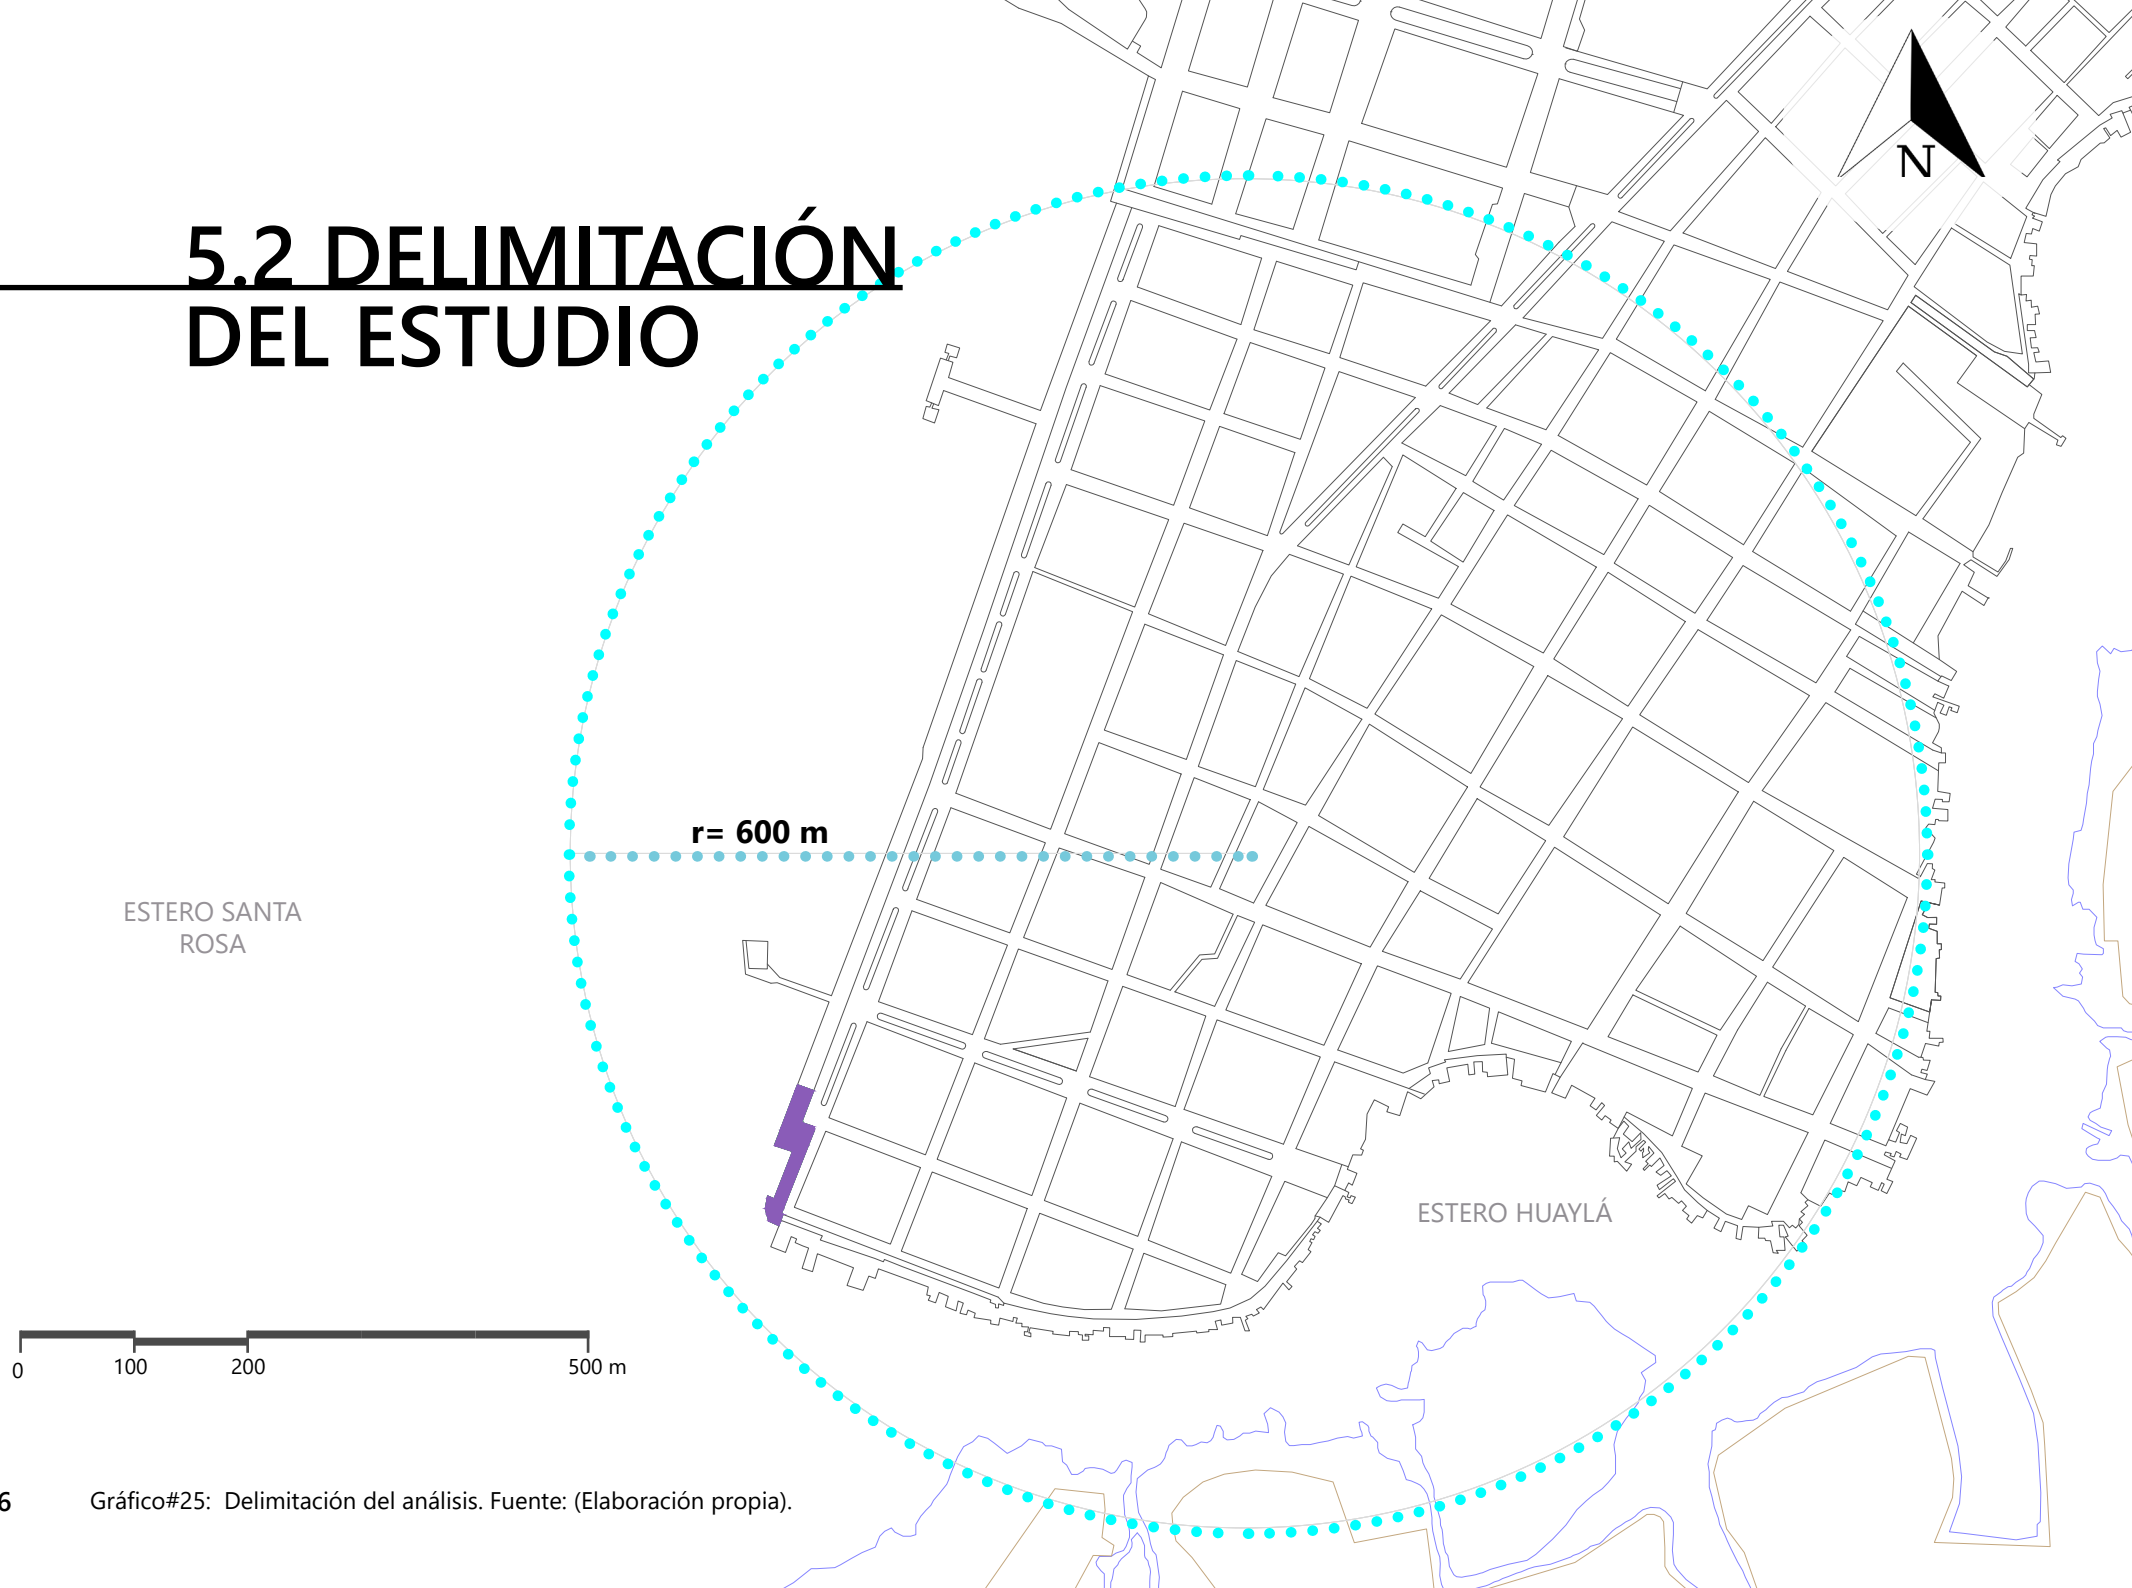 5.2 DELIMITACIÓN
DEL ESTUDIO
N
r= 600 m
ESTERO SANTA
ROSA
ESTERO HUAYLÁ
0 100 200 500 m
6 Gráfico#25: Delimitación del análisis. Fuente: (Elaboración propia).